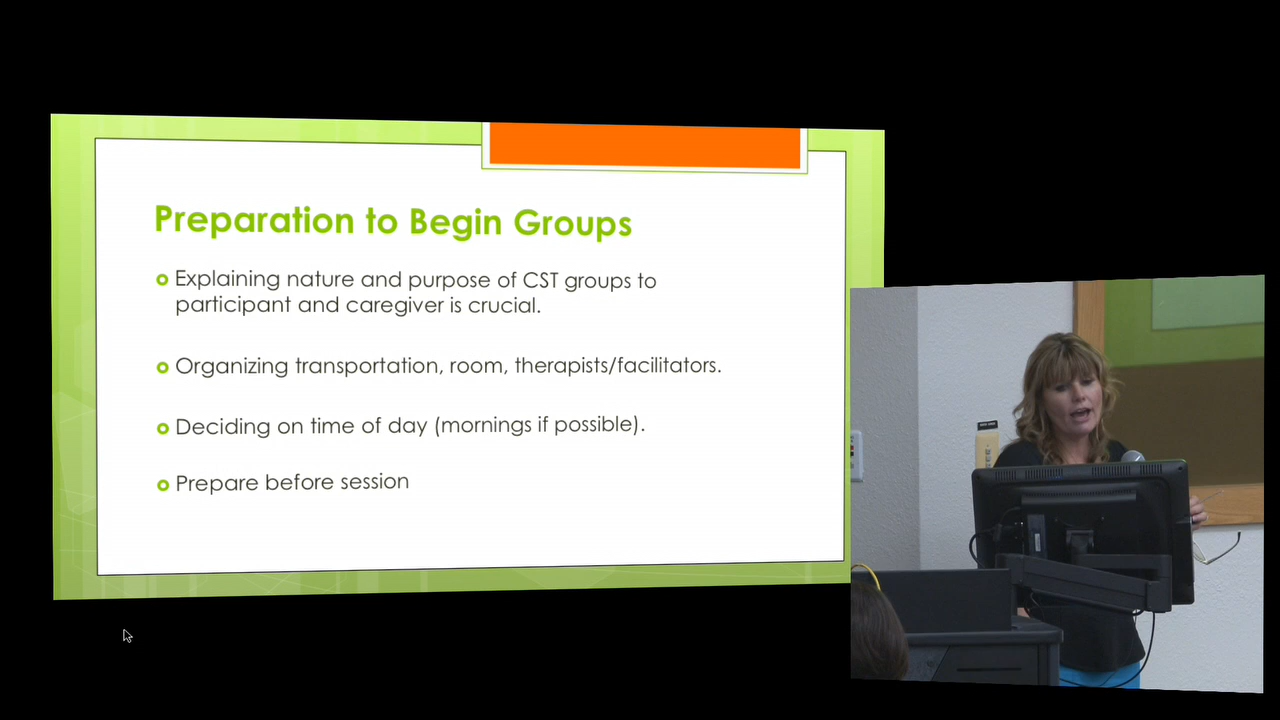 Preparation to Begin Groups
Explaining nature and purpose of CST groups to
participant and caregiver is crucial.
Organizing transportation, room, therapists/facilitators.
Deciding on time of day (mornings if possible).
Prepare before session